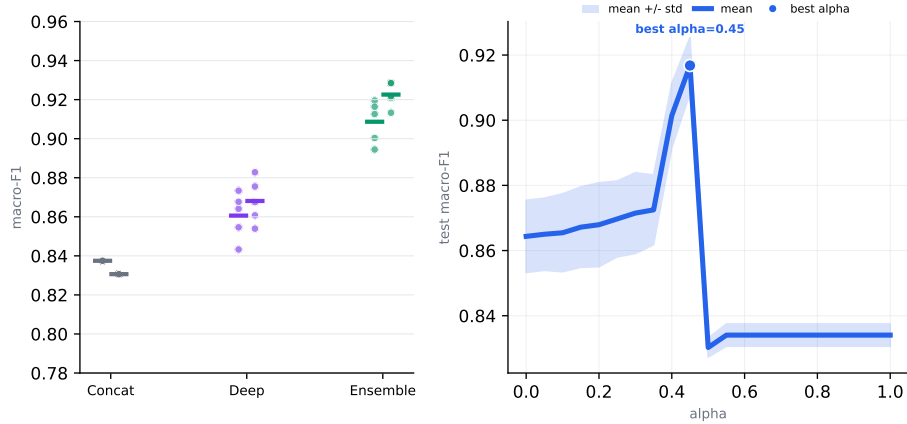 0.96
0.94
0.92
0.90
0.88
0.86
0.84
0.82
0.80
0.78
macro-F1
Concat
Deep
Ensemble
mean +/- std
mean
best alpha
best alpha=0.45
0.92
0.90
0.88
0.86
0.84
test macro-F1
0.0
0.2
0.4
0.6
0.8
1.0
alpha